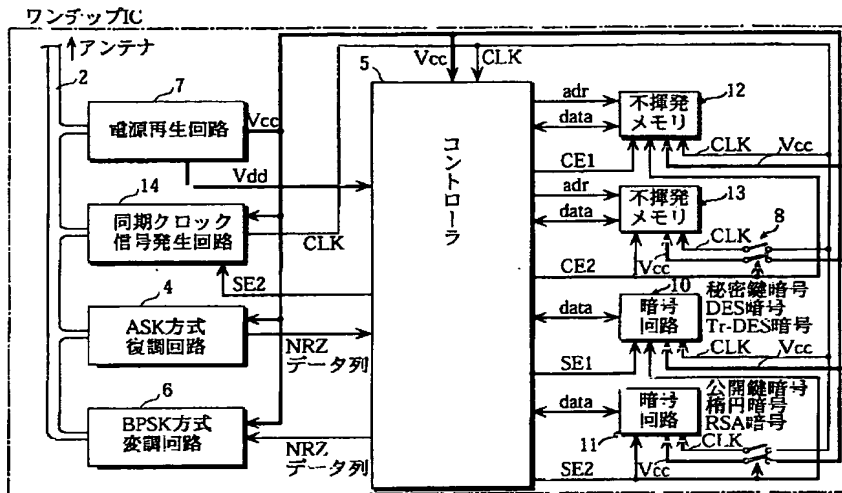 ワンチップIC
アンテナ
2
7
電源再生回路
Vcc
Vdd
14
同期クロック
信号発生回路
CLK
SE2
4
ASK方式
復調回路
NRZ
データ列
6
BPSK方式
変調回路
NRZ
データ列
5
Vcc
CLK
コントローラ
adr
data
CE1
不揮発
メモリ
12
CLK
Vcc
adr
data
CE2
不揮発
メモリ
13
CLK
Vcc
8
10
data
SE1
暗号
回路
秘密鍵暗号
DES暗号
Tr-DES暗号
CLK
Vcc
data
SE2
暗号
回路
11
公開鍵暗号
楕円暗号
RSA暗号
CLK
Vcc